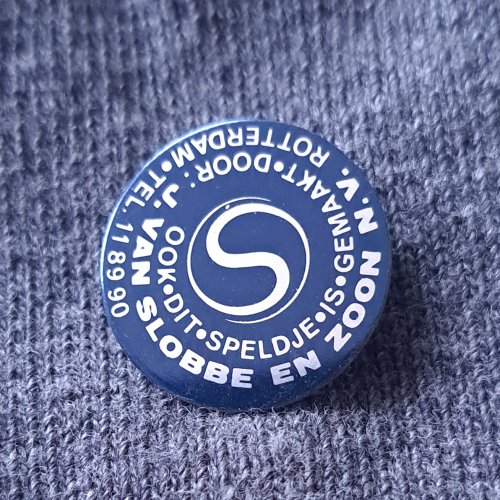 OOK•DIT•SPELDJE•IS•GEMAAKT•DOOR:
J. VAN SLOBBE EN ZOON N.V. ROTTERDAM•TEL. 118990
S